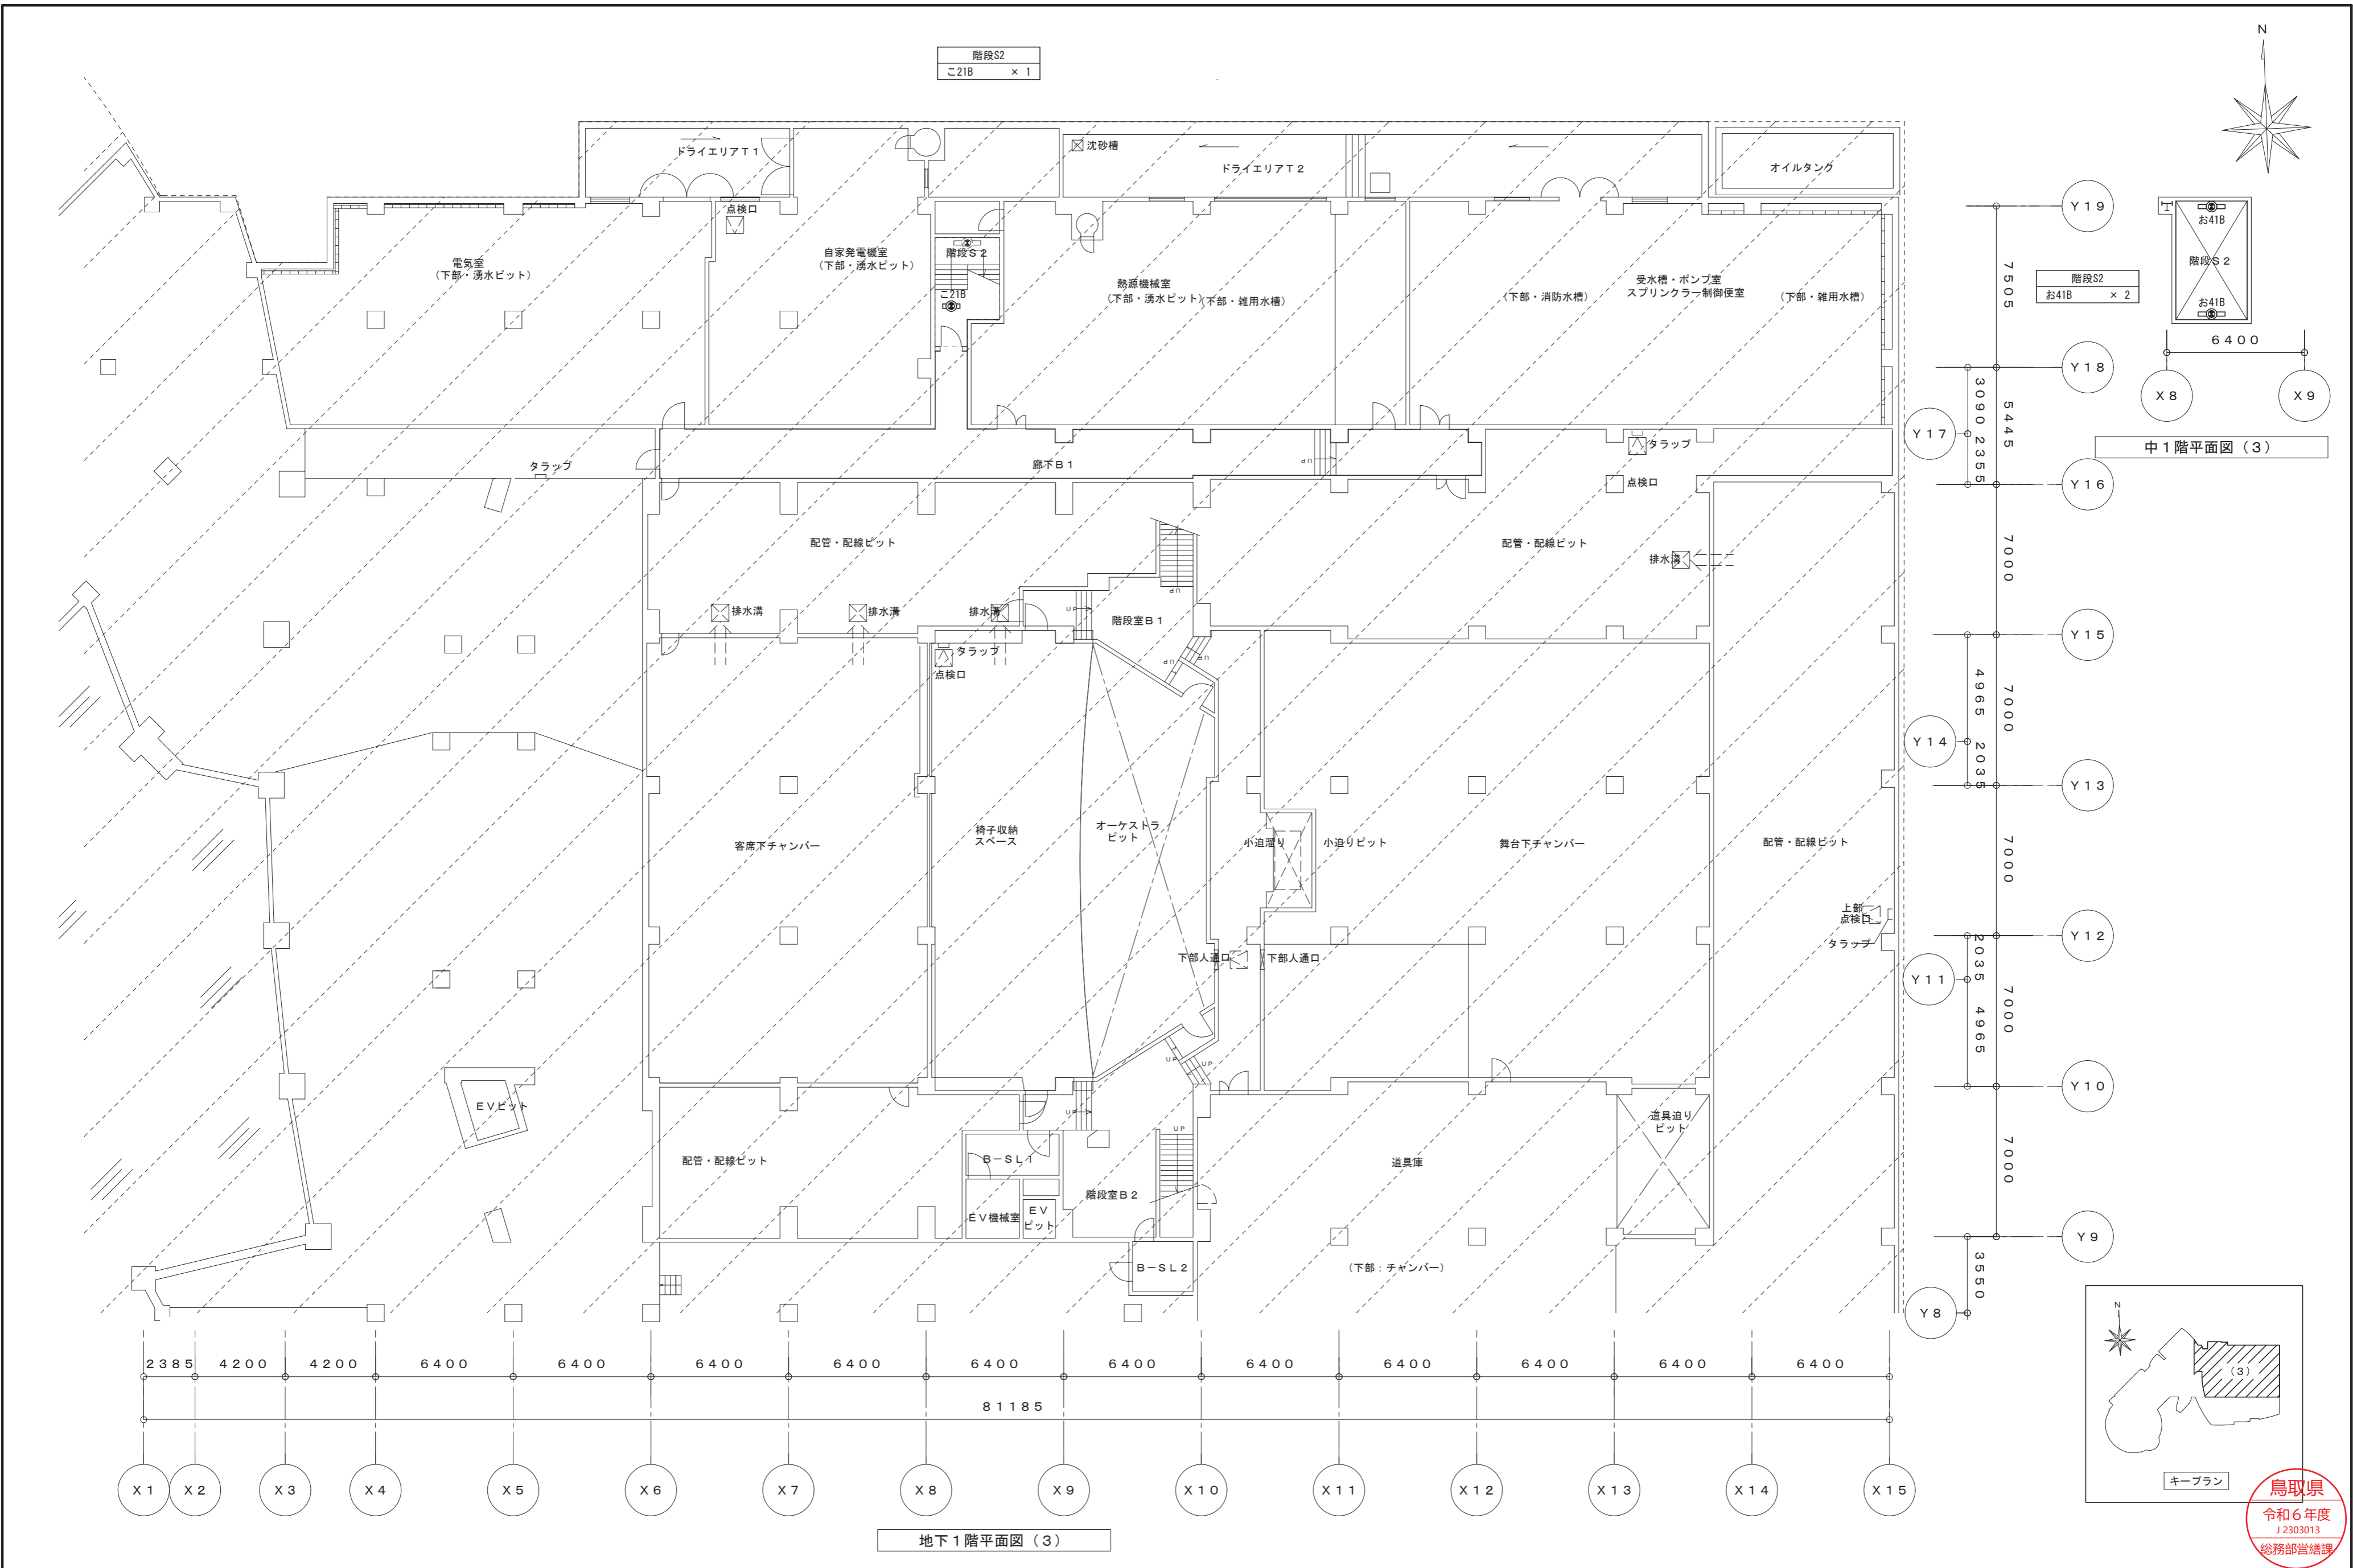 階段S2
こ21B × 1
N
ドライエリアT1
沈砂槽
ドライエリアT2
オイルタンク
点検口
電気室
(下部・湧水ピット)
自家発電機室
(下部・湧水ピット)
階段S2
こ21B
熱源機械室
(下部・湧水ピット)
(下部・雑用水槽)
(下部・消防水槽)
受水槽・ポンプ室
スプリンクラー制御便室
(下部・雑用水槽)
お41B
階段S2
お41B
階段S2
お41B × 2
6400
X8
X9
中1階平面図(3)
タラップ
廊下B1
UP
タラップ
点検口
配管・配線ピット
配管・配線ピット
排水溝
排水溝
排水溝
排水溝
UP
UP
階段室B1
UP
UP
タラップ
点検口
客席下チャンバー
椅子収納
スペース
オーケストラ
ピット
小迫溜り
小迫りピット
舞台下チャンバー
配管・配線ピット
上部
点検口
タラップ
下部人通口
下部人通口
UP
UP
EVピット
UP
UP
道具迫り
ピット
配管・配線ピット
B-SL1
道具庫
階段室B2
EV機械室
EV
ピット
B-SL2
(下部:チャンバー)
Y19
7505
Y18
3090
5445
Y17
2355
Y16
7000
Y15
4965
7000
Y14
2035
Y13
7000
Y12
2035
7000
Y11
4965
Y10
7000
Y9
3550
Y8
2385 4200 4200 6400 6400 6400 6400 6400 6400 6400 6400 6400 6400 6400
81185
X1 X2 X3 X4 X5 X6 X7 X8 X9 X10 X11 X12 X13 X14 X15
地下1階平面図(3)
N
(3)
キープラン
鳥取県
令和6年度
J 2303013
総務部営繕課